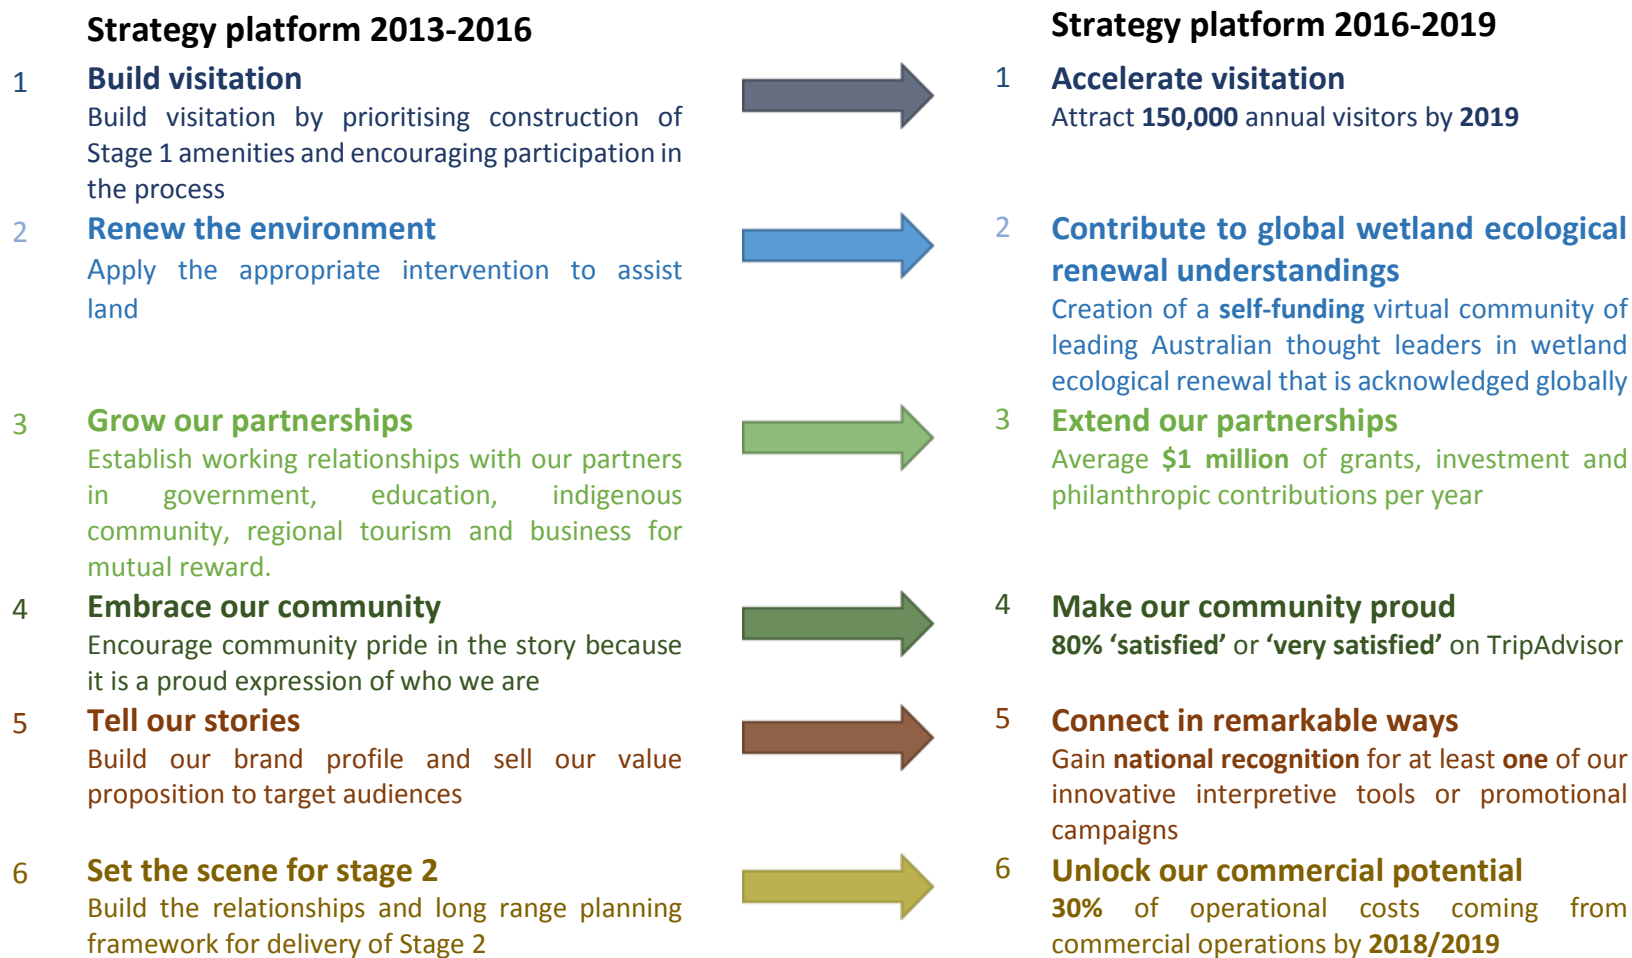 Strategy platform 2013-2016
1 Build visitation
Build visitation by prioritising construction of
Stage 1 amenities and encouraging participation in
the process
2 Renew the environment
Apply the appropriate intervention to assist
land
3 Grow our partnerships
Establish working relationships with our partners
in government, education, indigenous
community, regional tourism and business for
mutual reward.
4 Embrace our community
Encourage community pride in the story because
it is a proud expression of who we are
5 Tell our stories
Build our brand profile and sell our value
proposition to target audiences
6 Set the scene for stage 2
Build the relationships and long range planning
framework for delivery of Stage 2
Strategy platform 2016-2019
1 Accelerate visitation
Attract 150,000 annual visitors by 2019
2 Contribute to global wetland ecological
renewal understandings
Creation of a self-funding virtual community of
leading Australian thought leaders in wetland
ecological renewal that is acknowledged globally
3 Extend our partnerships
Average $1 million of grants, investment and
philanthropic contributions per year
4 Make our community proud
80% ‘satisfied’ or ‘very satisfied’ on TripAdvisor
5 Connect in remarkable ways
Gain national recognition for at least one of our
innovative interpretive tools or promotional
campaigns
6 Unlock our commercial potential
30% of operational costs coming from
commercial operations by 2018/2019